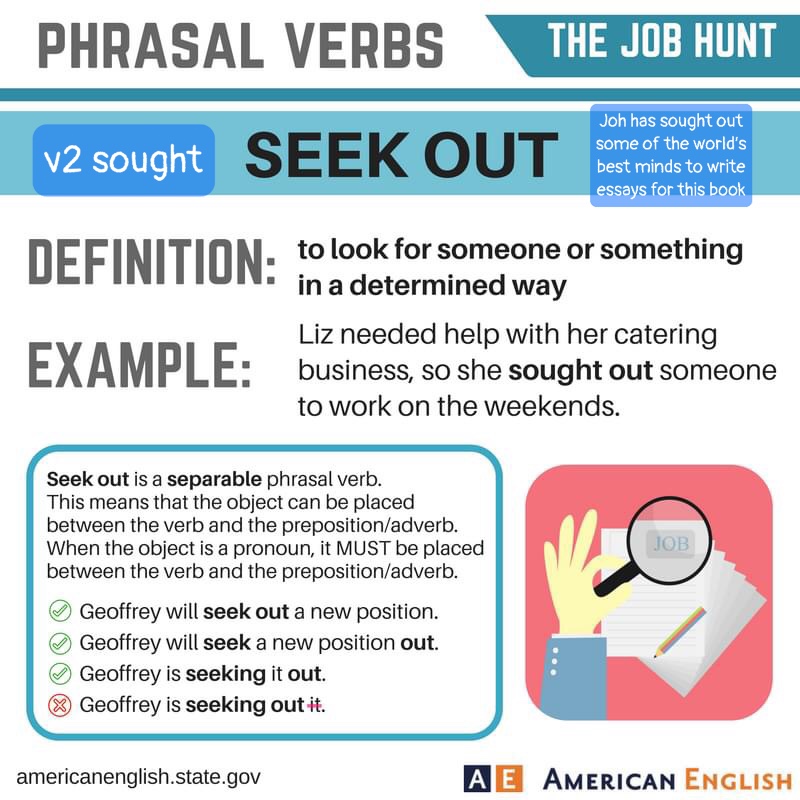 PHRASAL VERBS
THE JOB HUNT
v2 sought
SEEK OUT
Joh has sought out
some of the world's
best minds to write
essays for this book
DEFINITION:
to look for someone or something
in a determined way
EXAMPLE:
Liz needed help with her catering
business, so she sought out someone
to work on the weekends.
Seek out is a separable phrasal verb.
This means that the object can be placed
between the verb and the preposition/adverb.
When the object is a pronoun, it MUST be placed
between the verb and the preposition/adverb.
Geoffrey will seek out a new position.
Geoffrey will seek a new position out.
Geoffrey is seeking it out.
Geoffrey is seeking out it.
JOB
americanenglish.state.gov
AE AMERICAN ENGLISH